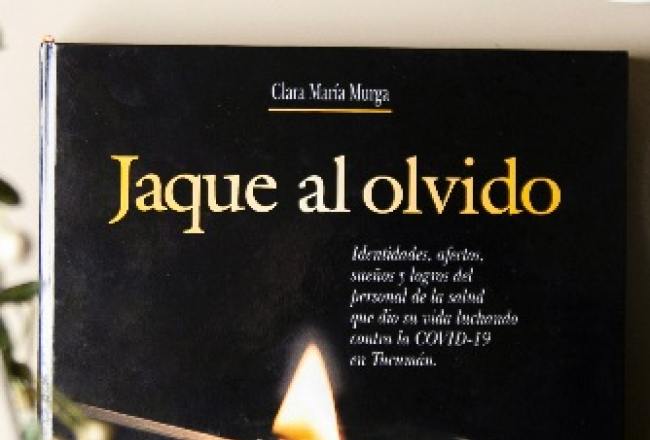 Clara María Murga
Jaque al olvido
Identidades, afectos,
sueños y logros del
personal de la salud
que dio su vida luchando
contra la COVID-19
en Tucumán.